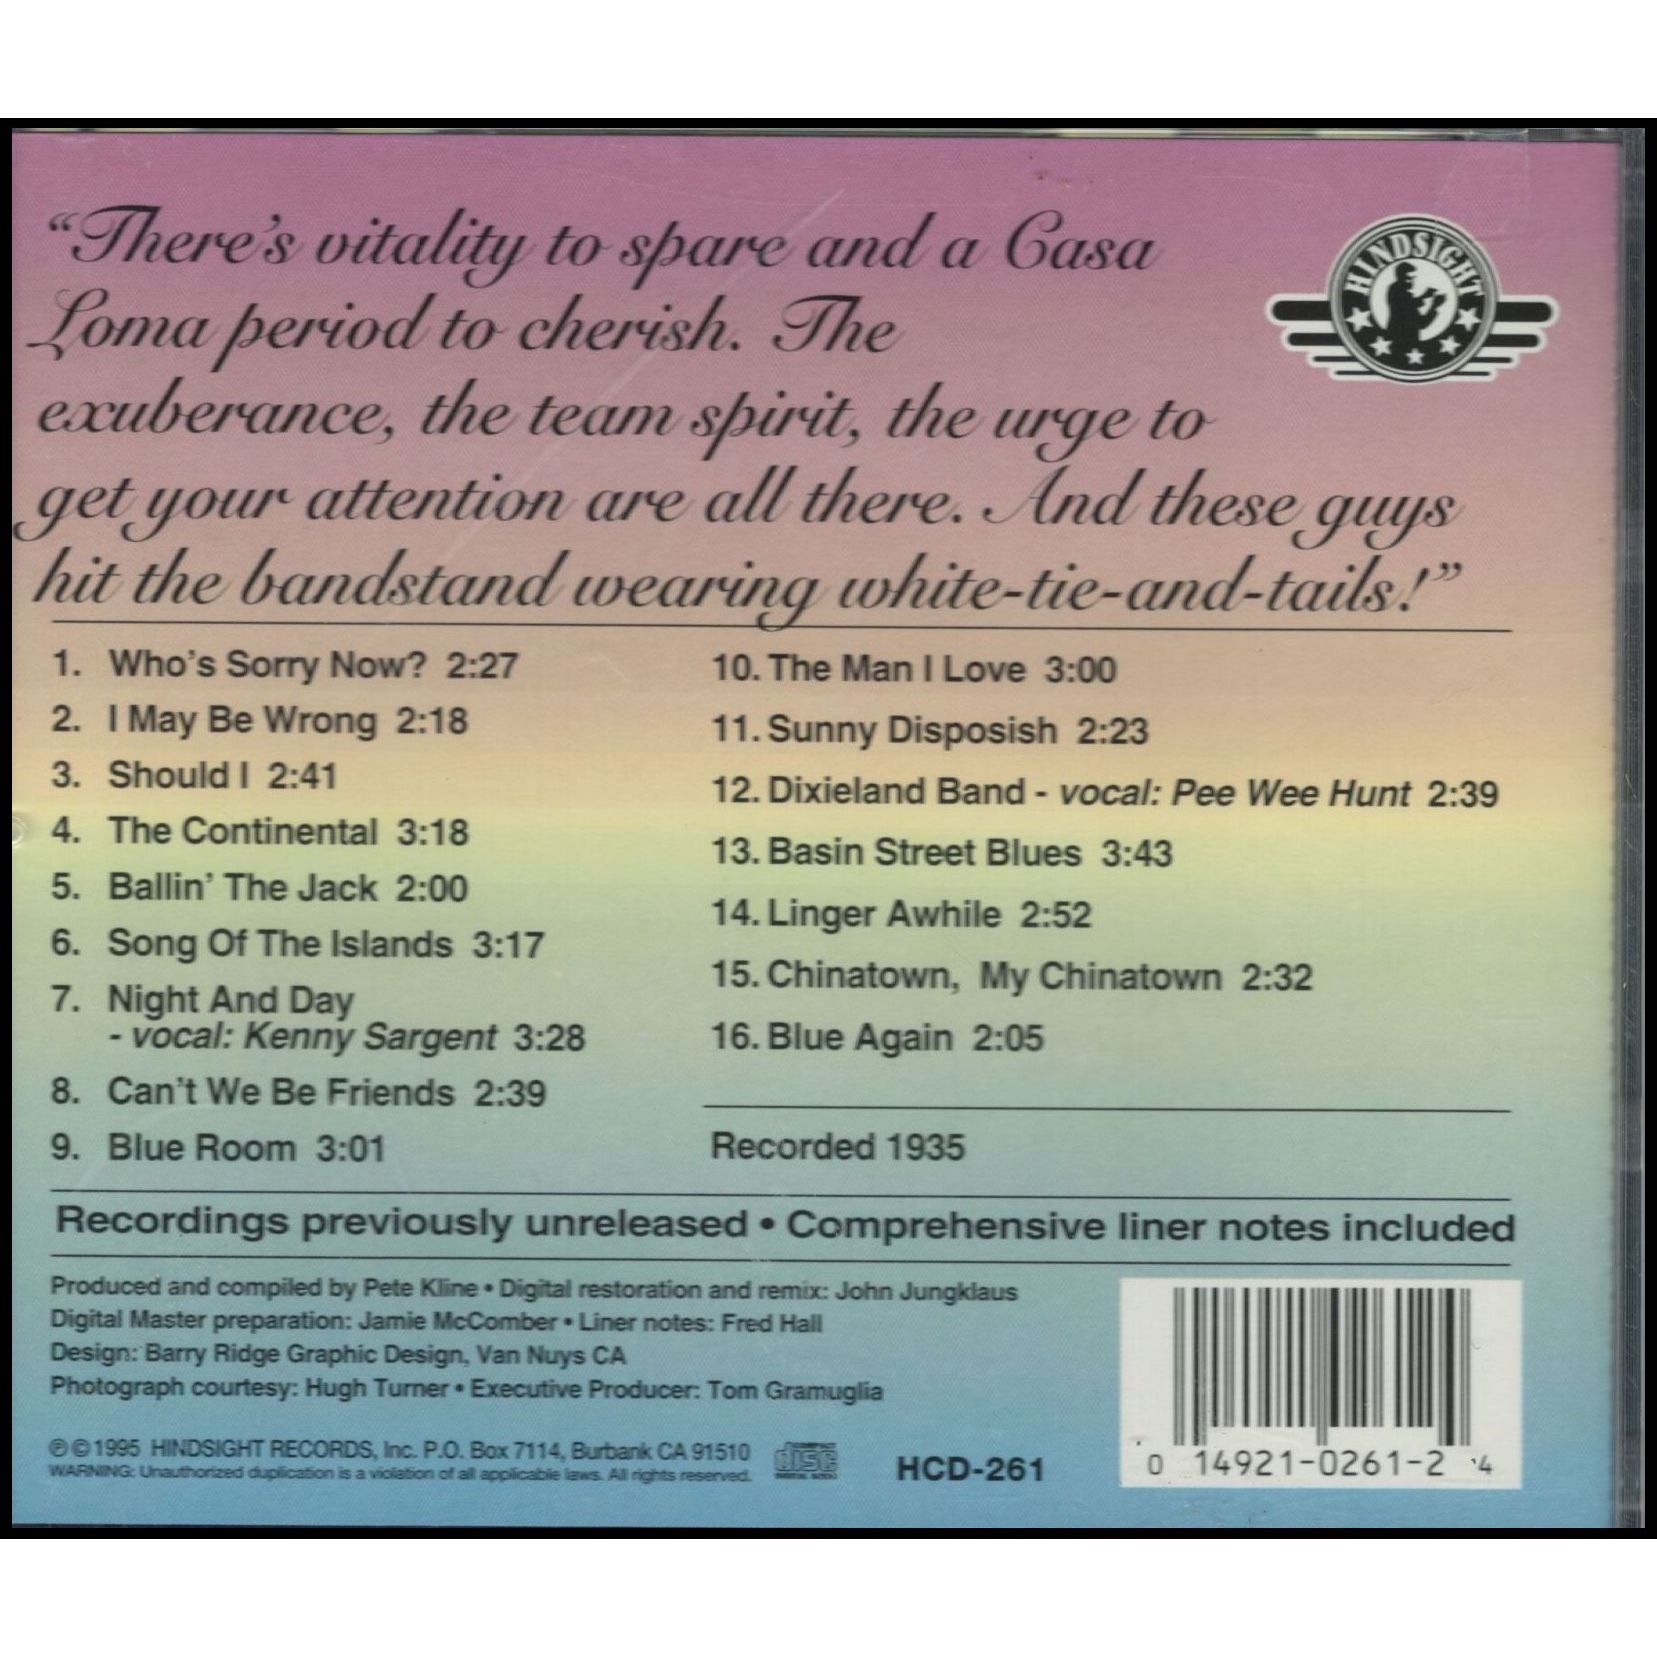 “There’s vitality to spare and a Casa
Loma period to cherish. The
exuberance, the team spirit, the urge to
get your attention are all there. And these guys
hit the bandstand wearing white-tie-and-tails!”
HINDSIGHT
1. Who’s Sorry Now? 2:27
2. I May Be Wrong 2:18
3. Should I 2:41
4. The Continental 3:18
5. Ballin’ The Jack 2:00
6. Song Of The Islands 3:17
7. Night And Day
- vocal: Kenny Sargent 3:28
8. Can’t We Be Friends 2:39
9. Blue Room 3:01
10. The Man I Love 3:00
11. Sunny Disposish 2:23
12. Dixieland Band - vocal: Pee Wee Hunt 2:39
13. Basin Street Blues 3:43
14. Linger Awhile 2:52
15. Chinatown, My Chinatown 2:32
16. Blue Again 2:05
Recorded 1935
Recordings previously unreleased • Comprehensive liner notes included
Produced and compiled by Pete Kline • Digital restoration and remix: John Jungklaus
Digital Master preparation: Jamie McComber • Liner notes: Fred Hall
Design: Barry Ridge Graphic Design, Van Nuys CA
Photograph courtesy: Hugh Turner • Executive Producer: Tom Gramuglia
℗©1995 HINDSIGHT RECORDS, Inc. P.O. Box 7114, Burbank CA 91510
WARNING: Unauthorized duplication is a violation of all applicable laws. All rights reserved.
COMPACT disc DIGITAL AUDIO
HCD-261
0 14921-0261-2 4